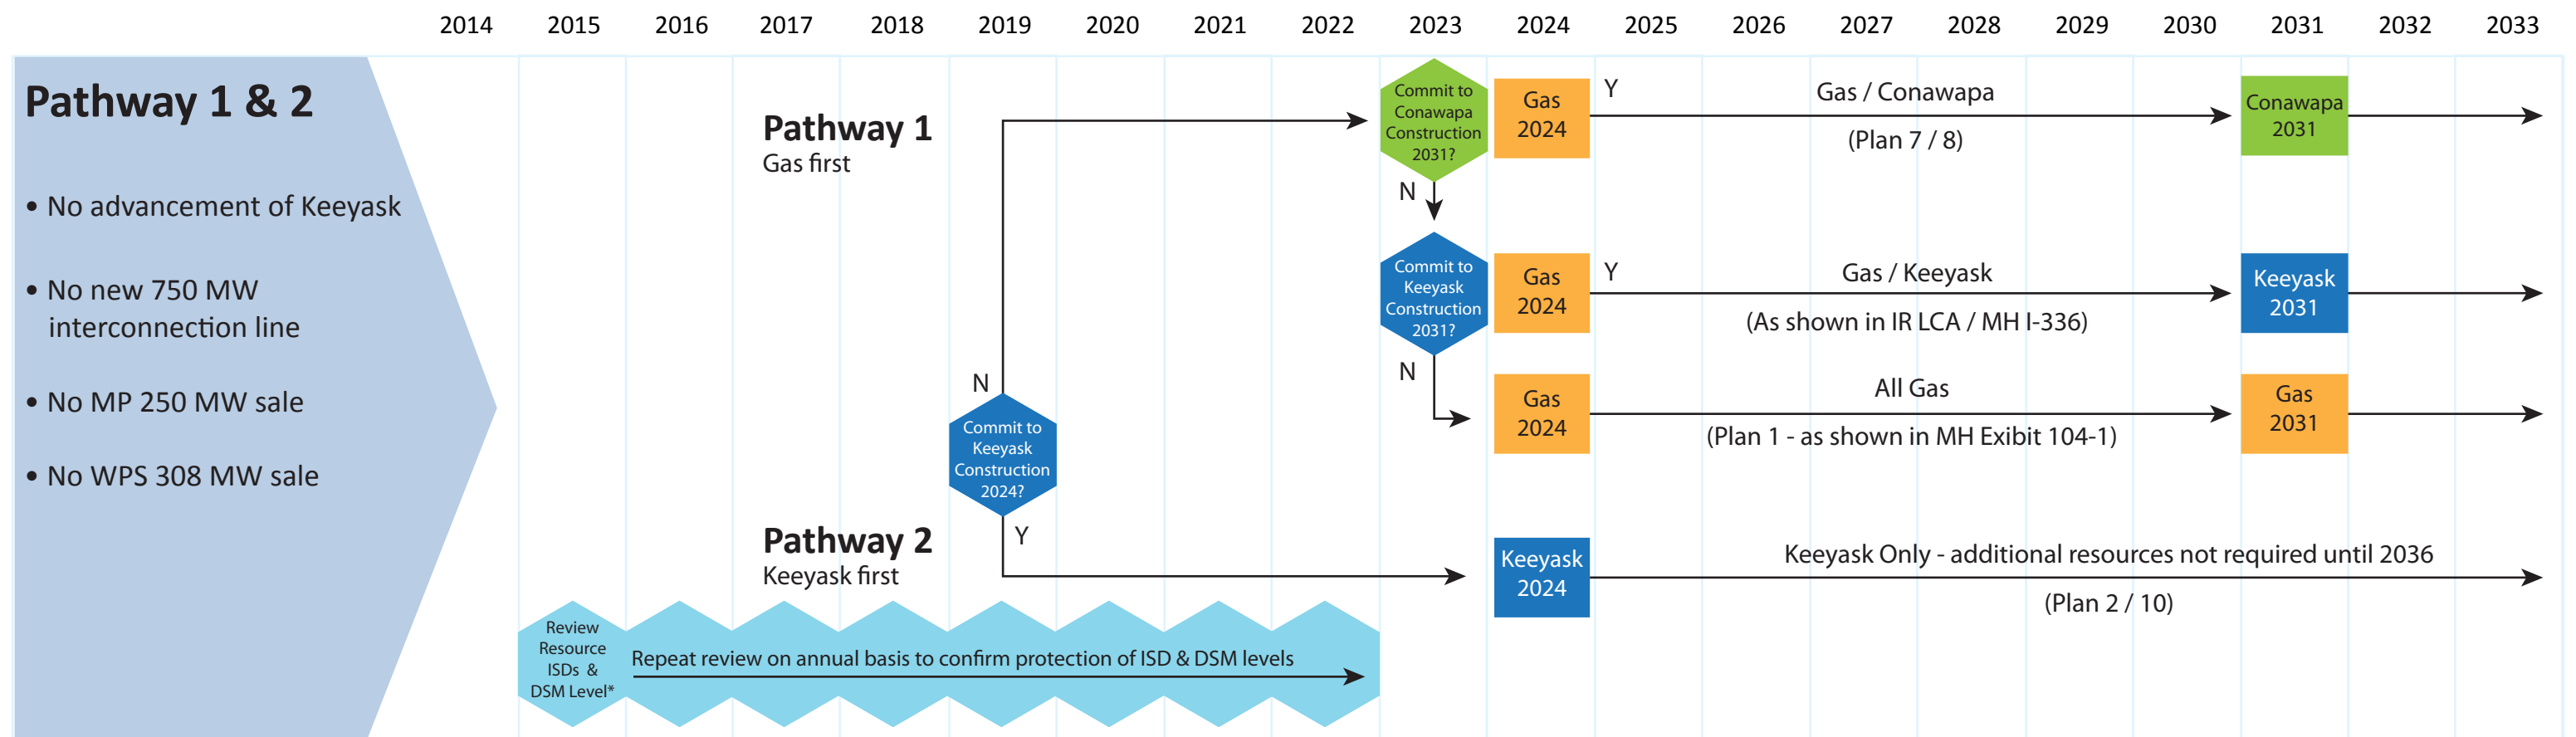 2014 2015 2016 2017 2018 2019 2020 2021 2022 2023 2024 2025 2026 2027 2028 2029 2030 2031 2032 2033
Pathway 1 & 2
• No advancement of Keeyask
• No new 750 MW
interconnection line
• No MP 250 MW sale
• No WPS 308 MW sale
Pathway 1
Gas first
Commit to
Conawapa
Construction
2031?
N
Gas
2024
Y
Gas / Conawapa
(Plan 7 / 8)
Conawapa
2031
Commit to
Keeyask
Construction
2031?
N
Gas
2024
Y
Gas / Keeyask
(As shown in IR LCA / MH I-336)
Keeyask
2031
Gas
2024
All Gas
(Plan 1 - as shown in MH Exibit 104-1)
Gas
2031
N
Commit to
Keeyask
Construction
2024?
Y
Pathway 2
Keeyask first
Keeyask
2024
Keeyask Only - additional resources not required until 2036
(Plan 2 / 10)
Review
Resource
ISDs &
DSM Level*
Repeat review on annual basis to confirm protection of ISD & DSM levels